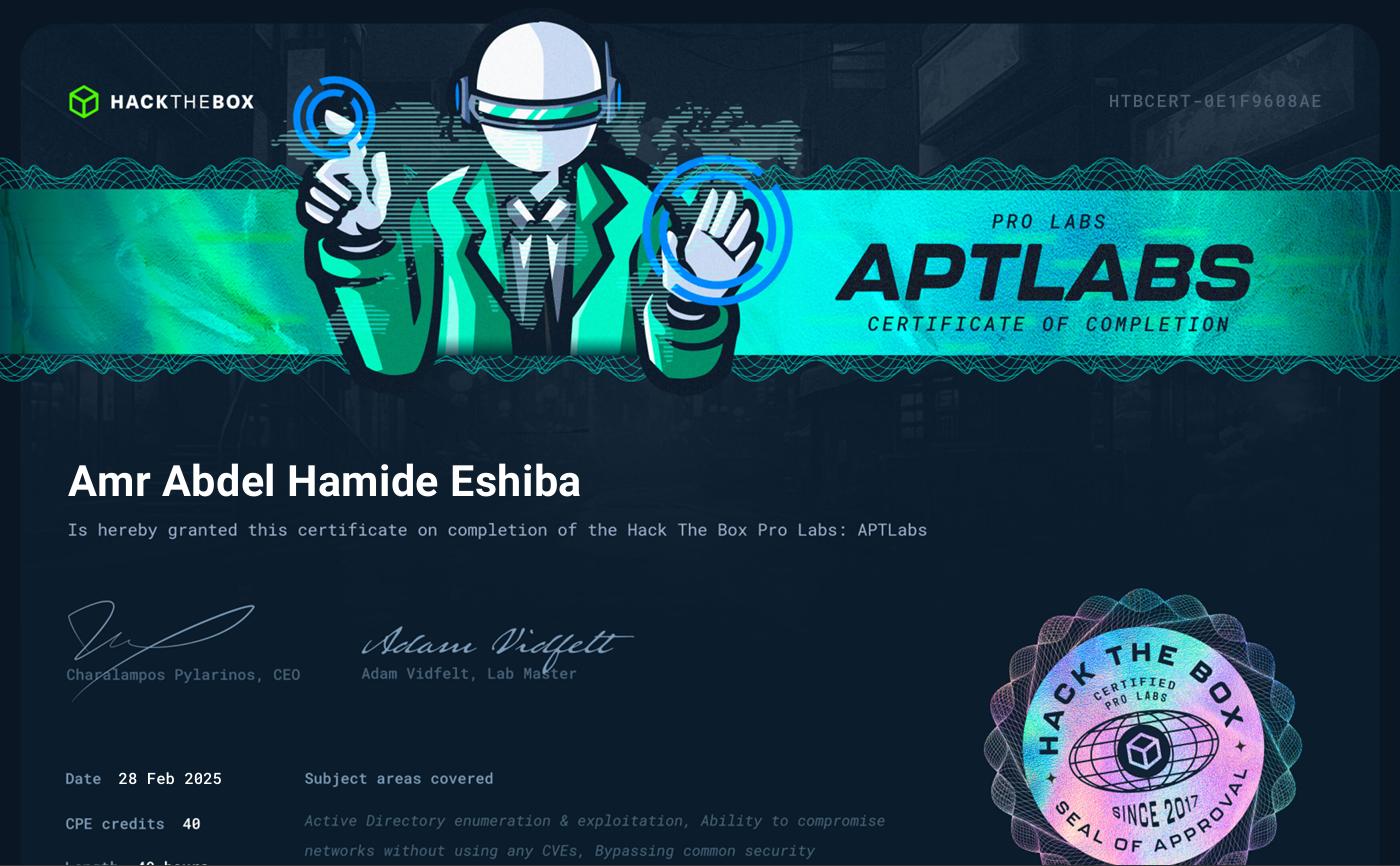 HACKTHEBOX
HTBCERT-0E1F9608AE
PRO LABS
APTLABS
CERTIFICATE OF COMPLETION
Amr Abdel Hamide Eshiba
Is hereby granted this certificate on completion of the Hack The Box Pro Labs: APTLabs
Adam Vidfelt
Charalampos Pylarinos, CEO
Adam Vidfelt, Lab Master
HACK THE BOX
CERTIFIED
PRO LABS
SINCE 2017
SEAL OF APPROVAL
Date 28 Feb 2025
Subject areas covered
CPE credits 40
Active Directory enumeration & exploitation, Ability to compromise
networks without using any CVEs, Bypassing common security
Length 40 hours